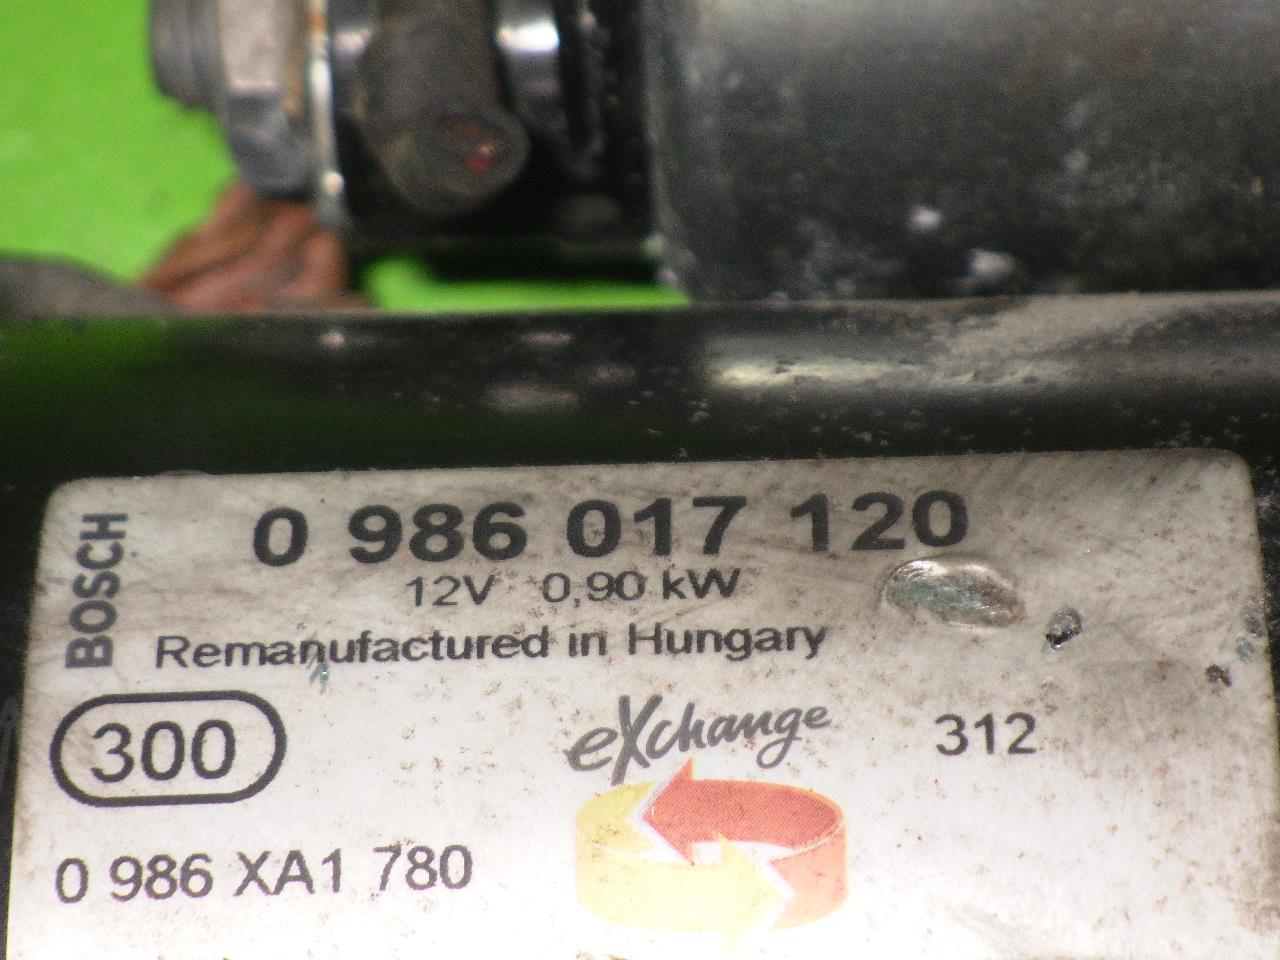 BOSCH
0 986 017 120
12V 0,90 kW
Remanufactured in Hungary
300
eXchange
312
0 986 XA1 780